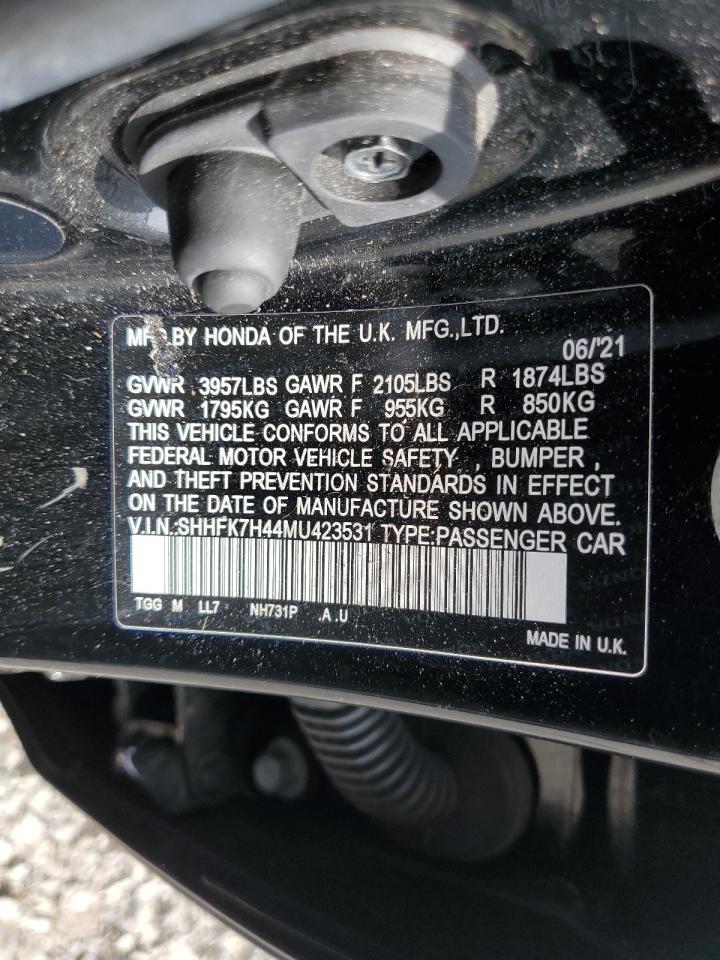 MFD. BY HONDA OF THE U.K. MFG.,LTD.
06/'21
GVWR 3957LBS GAWR F 2105LBS R 1874LBS
GVWR 1795KG GAWR F 955KG R 850KG
THIS VEHICLE CONFORMS TO ALL APPLICABLE
FEDERAL MOTOR VEHICLE SAFETY , BUMPER ,
AND THEFT PREVENTION STANDARDS IN EFFECT
ON THE DATE OF MANUFACTURE SHOWN ABOVE.
V.I.N.:SHHFK7H44MU423531 TYPE:PASSENGER CAR
TGG M LL7 NH731P .A .U
MADE IN U.K.